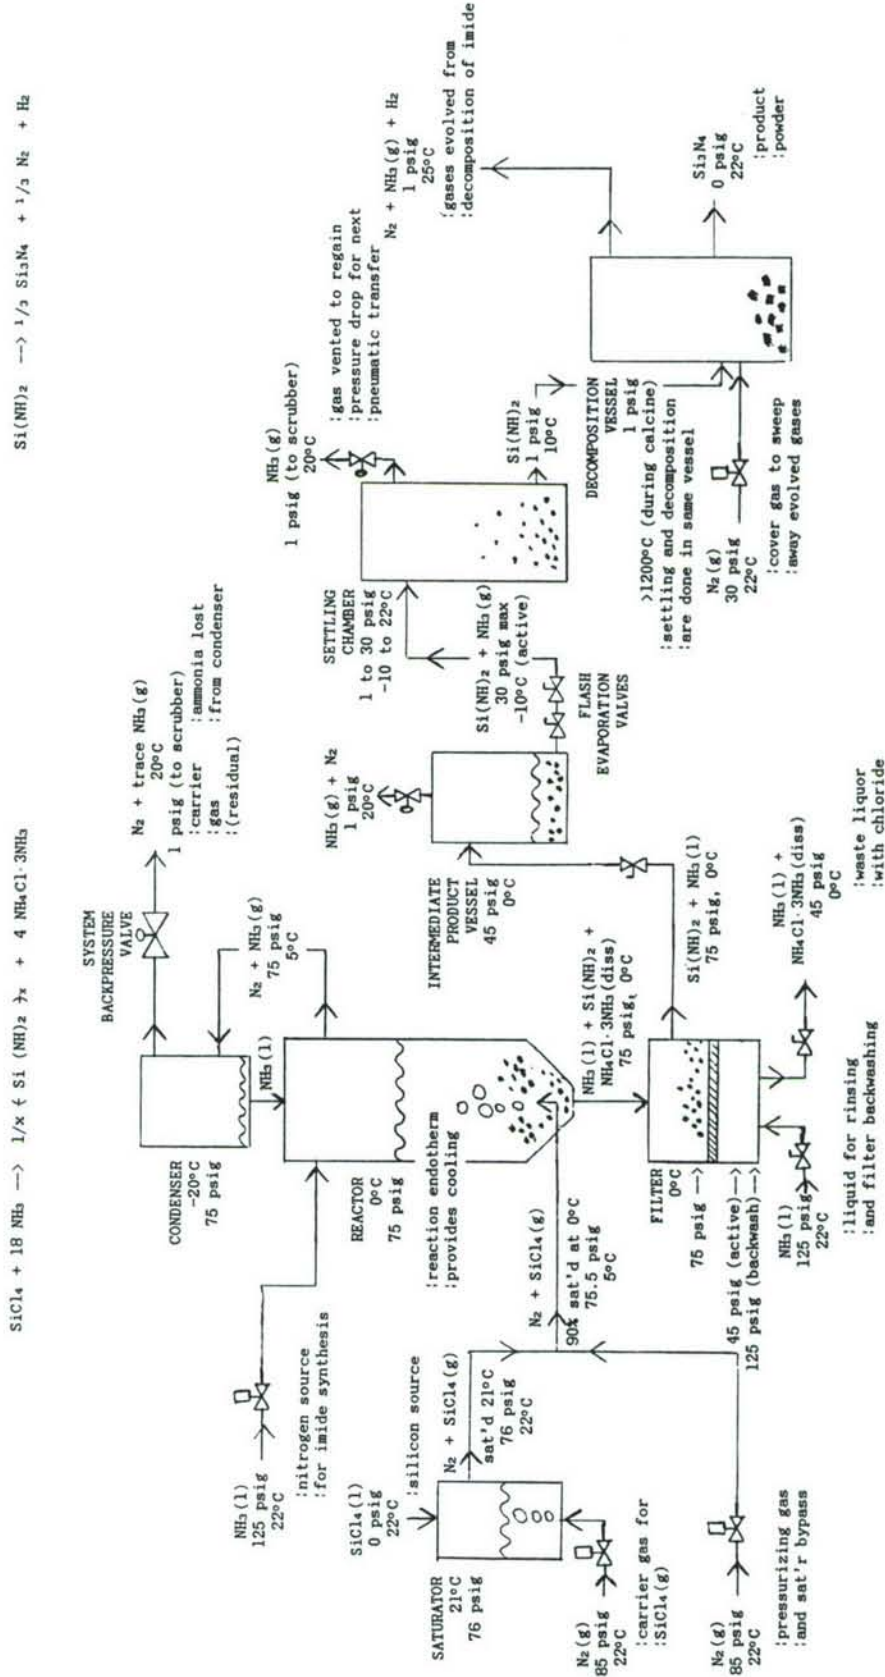 SiCl₄ + 18 NH₃ —> 1/x ( Si (NH)₂ )x + 4 NH₄Cl·3NH₃
Si(NH)₂ —> ¹/₃ Si₃N₄ + ¹/₃ N₂ + H₂
SYSTEM
BACKPRESSURE
VALVE
N₂ + trace NH₃(g)
20°C
1 psig (to scrubber)
:carrier :ammonia lost
:gas :from condenser
:(residual)
CONDENSER
-20°C
75 psig
N₂ + NH₃(g)
75 psig
5°C
NH₃(l)
NH₃(l)
125 psig
22°C
:nitrogen source
:for imide synthesis
REACTOR
0°C
75 psig
:reaction endotherm
:provides cooling
SiCl₄(l)
0 psig
22°C
:silicon source
SATURATOR
21°C
76 psig
N₂ + SiCl₄(g)
sat'd 21°C
76 psig
22°C
N₂(g)
85 psig
22°C
:carrier gas for
:SiCl₄(g)
N₂(g)
85 psig
22°C
:pressurizing gas
:and sat'r bypass
N₂ + SiCl₄(g)
90% sat'd at 0°C
75.5 psig
5°C
NH₃(l) + Si(NH)₂ +
NH₄Cl·3NH₃(diss)
75 psig, 0°C
FILTER
0°C
75 psig —>
45 psig (active)—>
125 psig (backwash)—>
NH₃(l)
125 psig
22°C
:liquid for rinsing
:and filter backwashing
NH₃(l) +
NH₄Cl·3NH₃(diss)
45 psig
0°C
:waste liquor
:with chloride
Si(NH)₂ + NH₃(l)
75 psig, 0°C
INTERMEDIATE
PRODUCT
VESSEL
45 psig
0°C
NH₃(g) + N₂
1 psig
20°C
FLASH
EVAPORATION
VALVES
Si(NH)₂ + NH₃(g)
30 psig max
-10°C (active)
SETTLING
CHAMBER
1 to 30 psig
-10 to 22°C
NH₃(g)
1 psig (to scrubber)
20°C
:gas vented to regain
:pressure drop for next
:pneumatic transfer
Si(NH)₂
1 psig
10°C
DECOMPOSITION
VESSEL
1 psig
>1200°C (during calcine)
:settling and decomposition
:are done in same vessel
N₂(g)
30 psig
22°C
:cover gas to sweep
:away evolved gases
N₂ + NH₃(g) + H₂
1 psig
25°C
:gases evolved from
:decomposition of imide
Si₃N₄
0 psig
22°C
:product
:powder